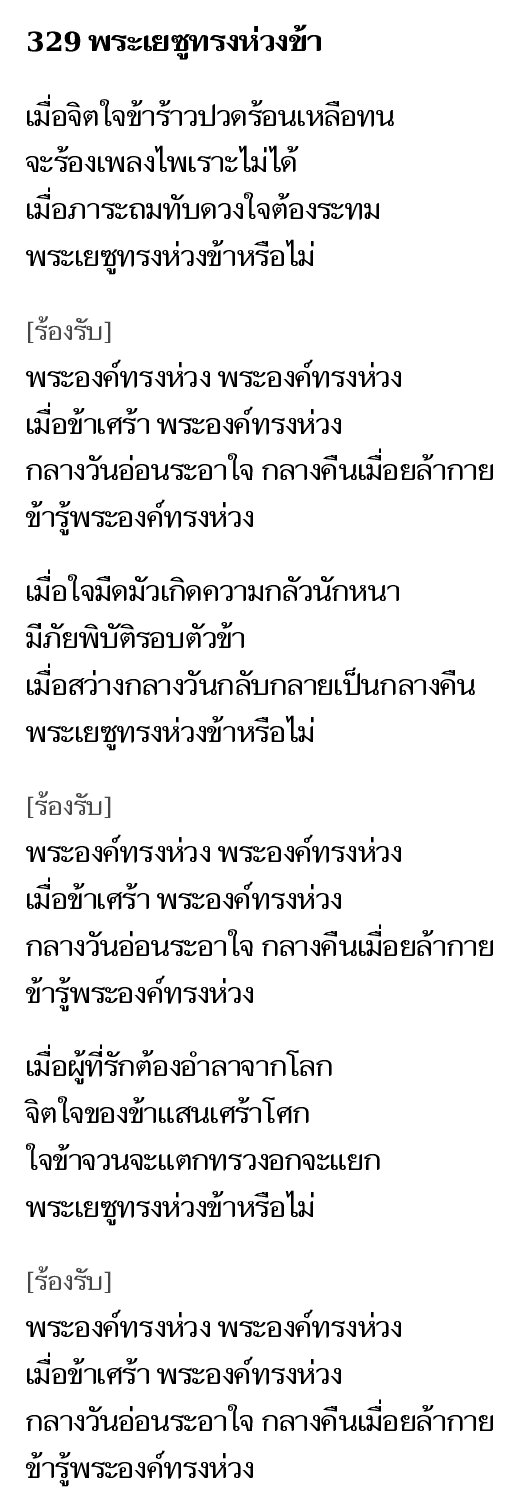 329 พระเยซูทรงห่วงข้า
เมื่อจิตใจข้าร้าวปวดร้อนเหลือทน
จะร้องเพลงไพเราะไม่ได้
เมื่อภาระถมทับดวงใจต้องระทม
พระเยซูทรงห่วงข้าหรือไม่
[ร้องรับ]
พระองค์ทรงห่วง พระองค์ทรงห่วง
เมื่อข้าเศร้า พระองค์ทรงห่วง
กลางวันอ่อนระอาใจ กลางคืนเมื่อยล้ากาย
ข้ารู้พระองค์ทรงห่วง
เมื่อใจมืดมัวเกิดความกลัวนักหนา
มีภัยพิบัติรอบตัวข้า
เมื่อสว่างกลางวันกลับกลายเป็นกลางคืน
พระเยซูทรงห่วงข้าหรือไม่
[ร้องรับ]
พระองค์ทรงห่วง พระองค์ทรงห่วง
เมื่อข้าเศร้า พระองค์ทรงห่วง
กลางวันอ่อนระอาใจ กลางคืนเมื่อยล้ากาย
ข้ารู้พระองค์ทรงห่วง
เมื่อผู้ที่รักต้องอำลาจากโลก
จิตใจของข้าแสนเศร้าโศก
ใจข้าจวนจะแตกทรวงอกจะแยก
พระเยซูทรงห่วงข้าหรือไม่
[ร้องรับ]
พระองค์ทรงห่วง พระองค์ทรงห่วง
เมื่อข้าเศร้า พระองค์ทรงห่วง
กลางวันอ่อนระอาใจ กลางคืนเมื่อยล้ากาย
ข้ารู้พระองค์ทรงห่วง